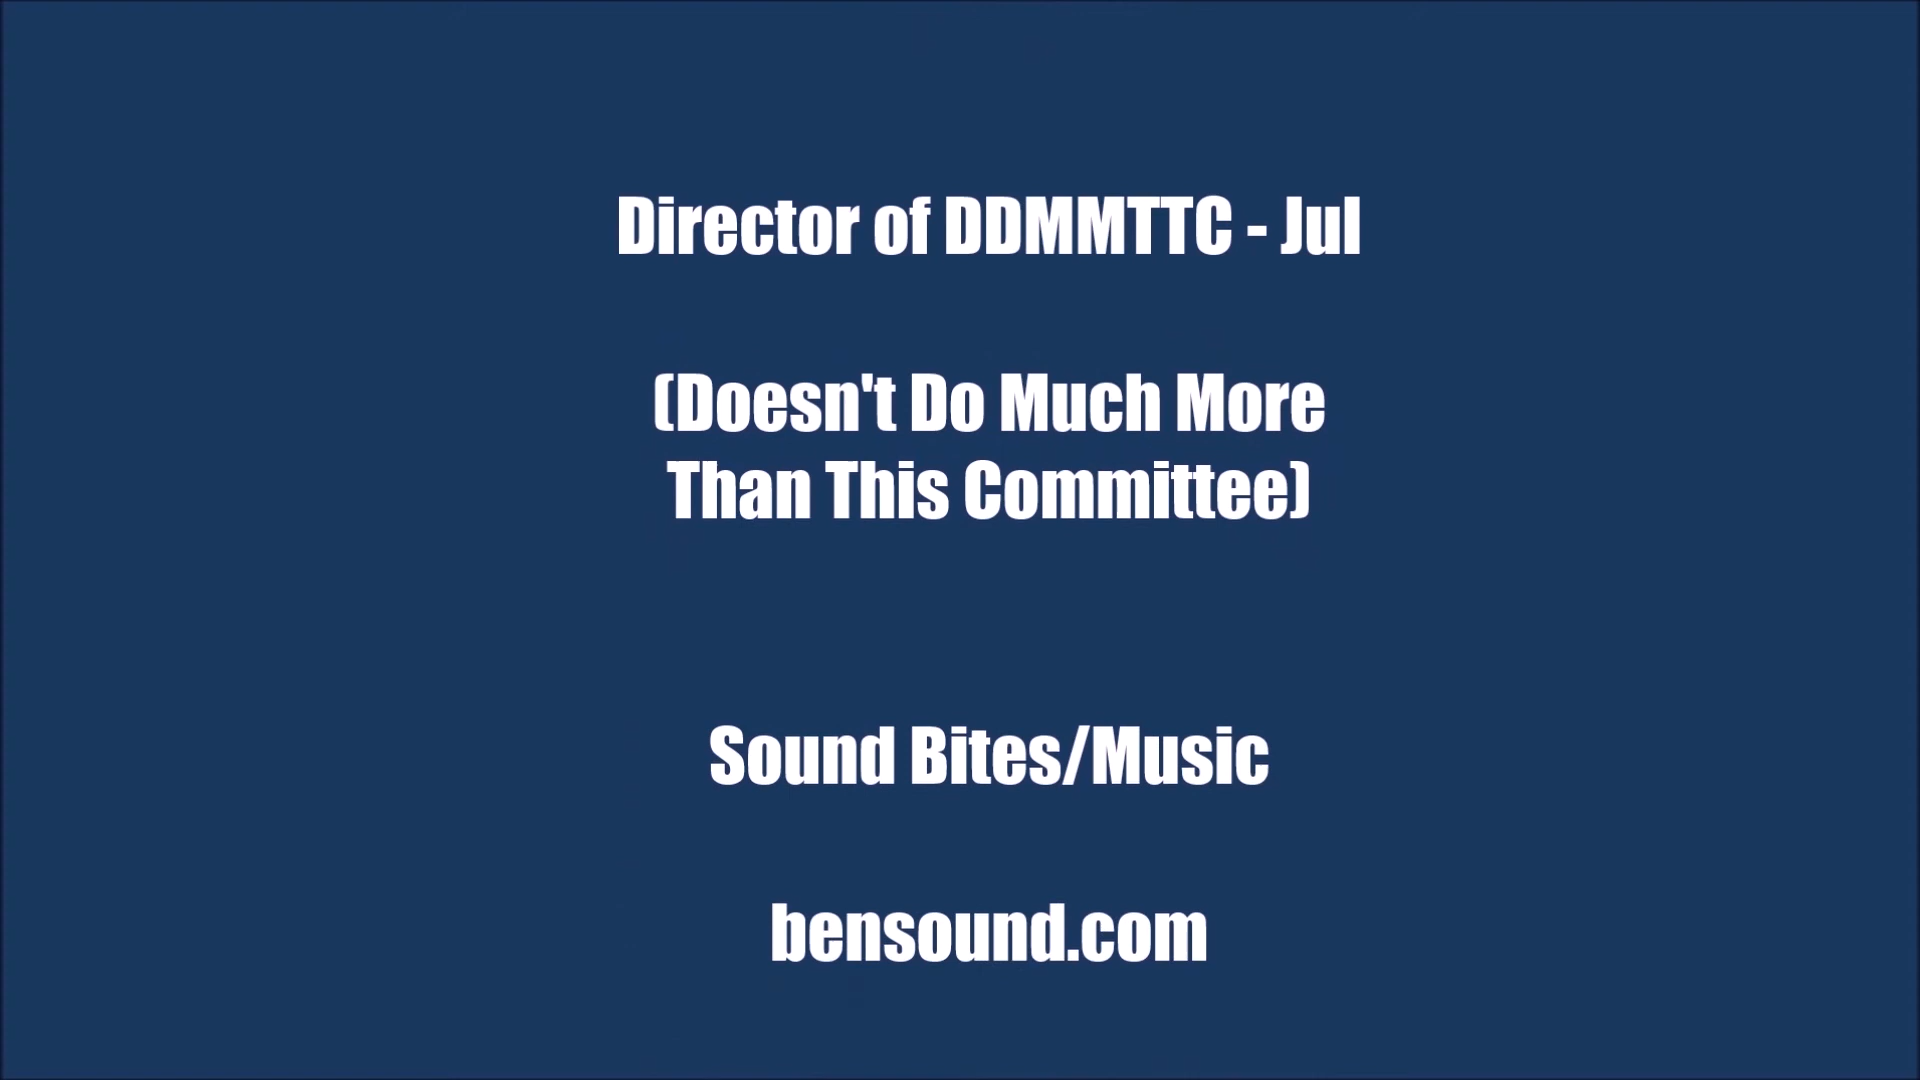 Director of DDMMTTC - Jul
(Doesn't Do Much More
Than This Committee)
Sound Bites/Music
bensound.com